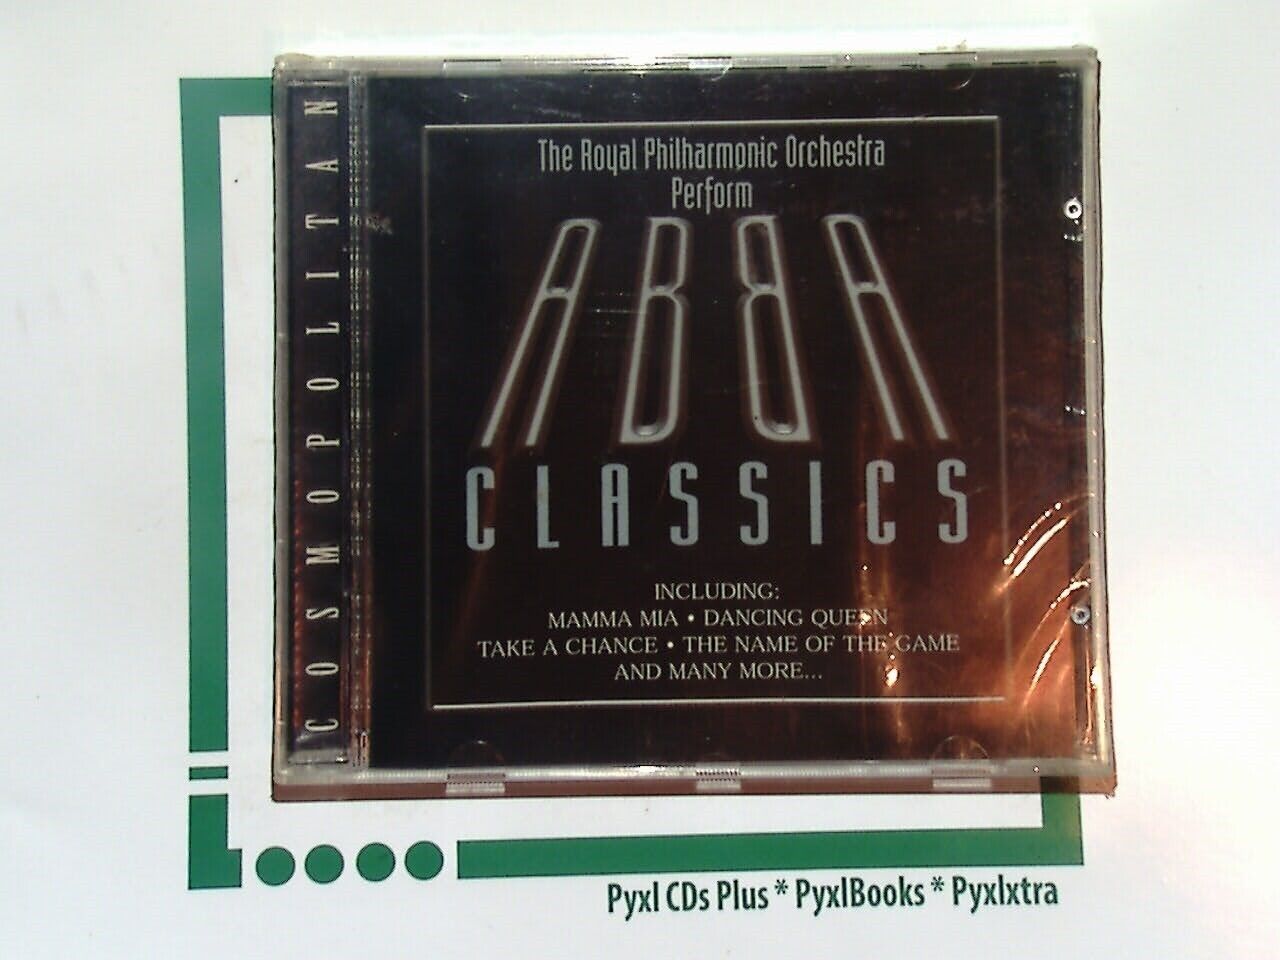 COSMOPOLITAN
The Royal Philharmonic Orchestra
Perform
ABBA
CLASSICS
INCLUDING:
MAMMA MIA • DANCING QUEEN
TAKE A CHANCE • THE NAME OF THE GAME
AND MANY MORE...
Pyxl CDs Plus * PyxlBooks * Pyxlxtra